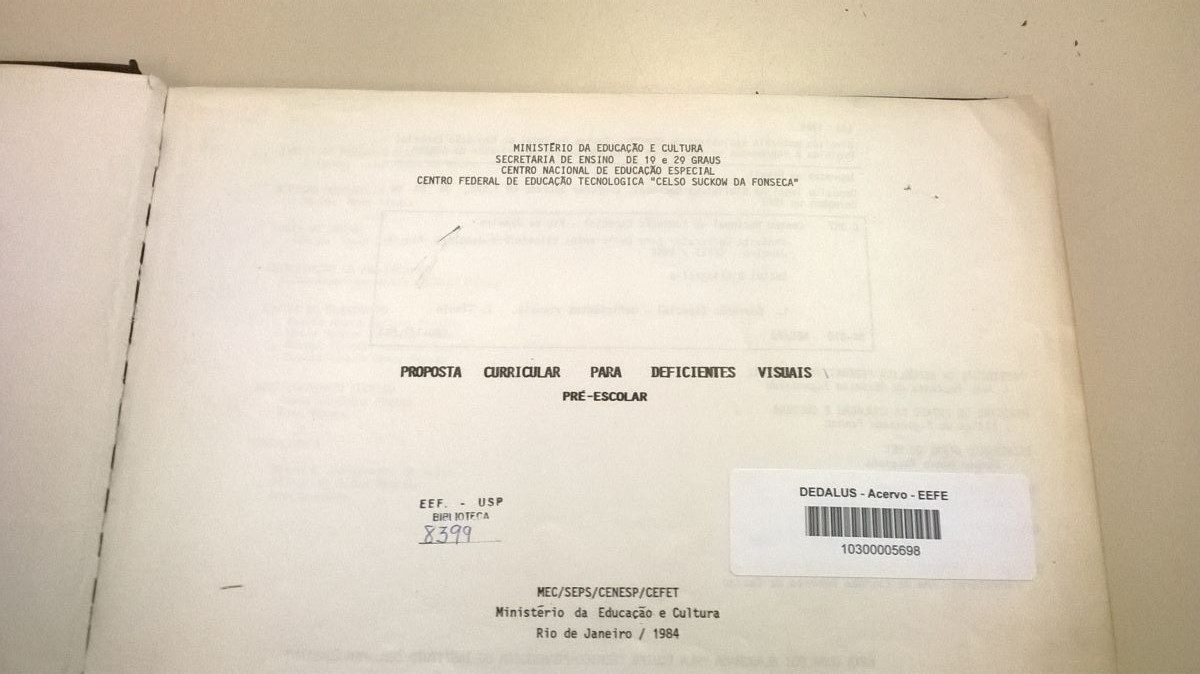 MINISTÉRIO DA EDUCAÇÃO E CULTURA
SECRETARIA DE ENSINO DE 1º e 2º GRAUS
CENTRO NACIONAL DE EDUCAÇÃO ESPECIAL
CENTRO FEDERAL DE EDUCAÇÃO TECNOLOGICA "CELSO SUCKOW DA FONSECA"
PROPOSTA CURRICULAR PARA DEFICIENTES VISUAIS
PRÉ-ESCOLAR
EEF. - USP
BIBLIOTECA
8399
DEDALUS - Acervo - EEFE
10300005698
MEC/SEPS/CENESP/CEFET
Ministério da Educação e Cultura
Rio de Janeiro / 1984